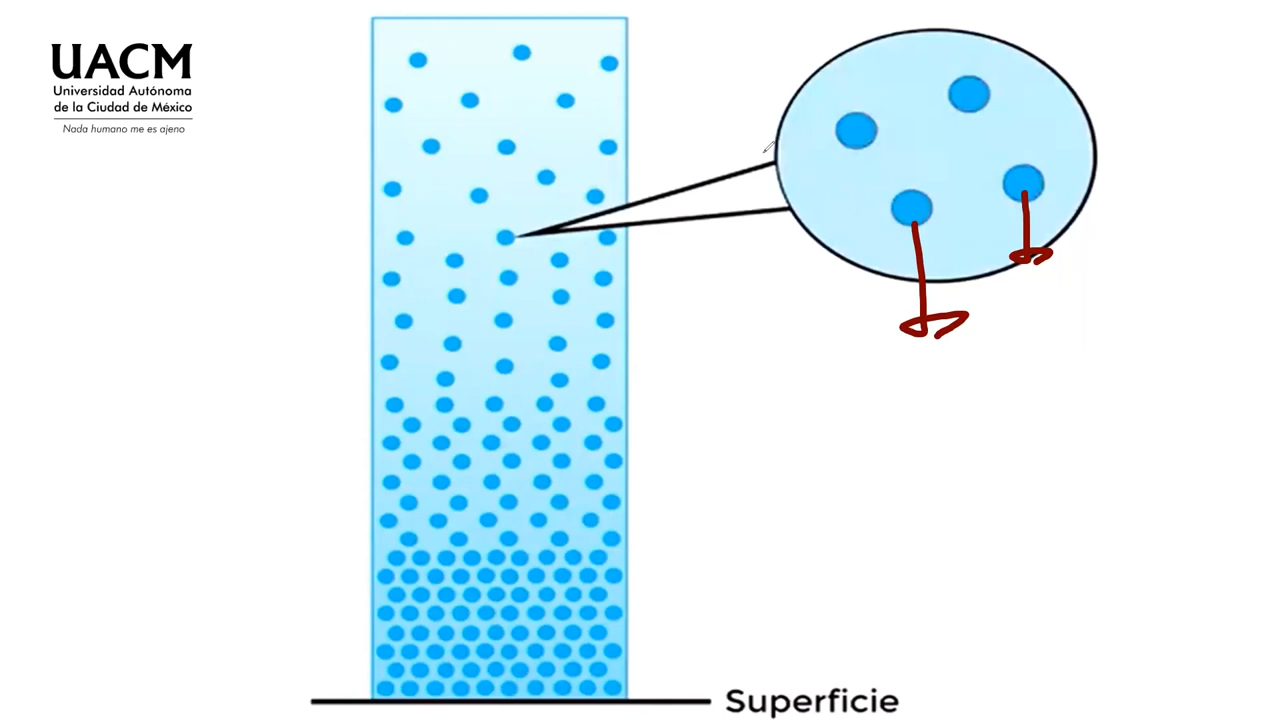 UACM
Universidad Autónoma
de la Ciudad de México
Nada humano me es ajeno
Superficie